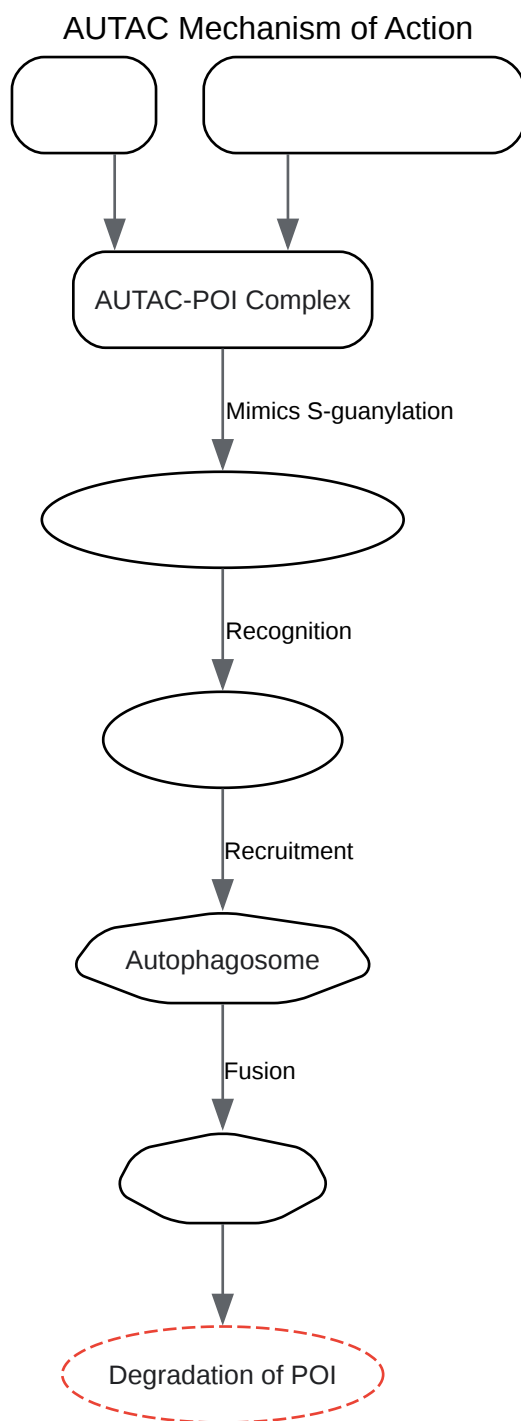 AUTAC Mechanism of Action
AUTAC-POI Complex
Mimics S-guanylation
Recognition
Recruitment
Autophagosome
Fusion
Degradation of POI